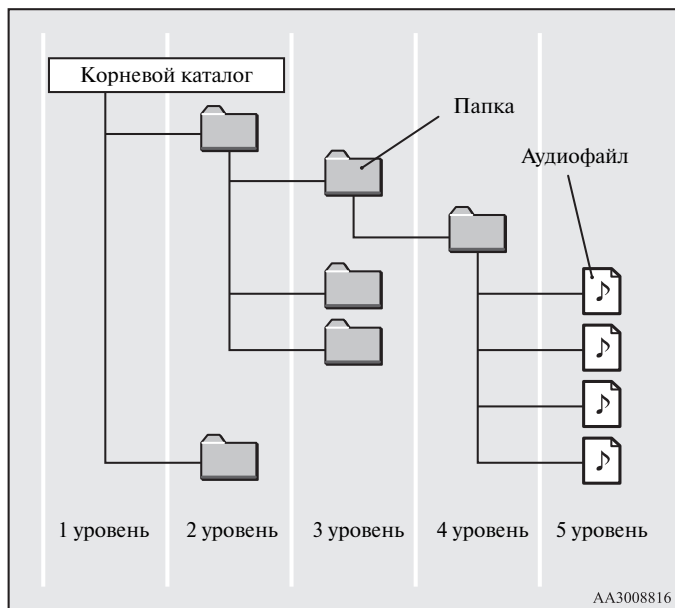 Корневой каталог
Папка
Аудиофайл
1 уровень 2 уровень 3 уровень 4 уровень 5 уровень
AA3008816